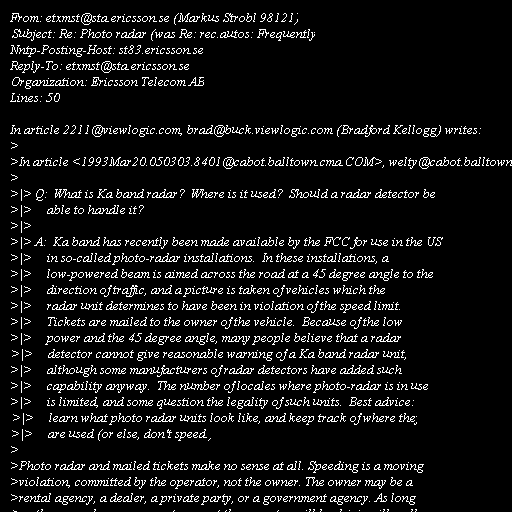 From: etxmst@sta.ericsson.se (Markus Strobl 98121)
Subject: Re: Photo radar (was Re: rec.autos: Frequently
Nntp-Posting-Host: st83.ericsson.se
Reply-To: etxmst@sta.ericsson.se
Organization: Ericsson Telecom AB
Lines: 50

In article 2211@viewlogic.com, brad@buck.viewlogic.com (Bradford Kellogg) writes:
>
>In article <1993Mar20.050303.8401@cabot.balltown.cma.COM>, welty@cabot.balltown
>
>|> Q:  What is Ka band radar?  Where is it used?  Should a radar detector be
>|>     able to handle it?
>|>
>|> A:  Ka band has recently been made available by the FCC for use in the US
>|>     in so-called photo-radar installations.  In these installations, a
>|>     low-powered beam is aimed across the road at a 45 degree angle to the
>|>     direction of traffic, and a picture is taken of vehicles which the
>|>     radar unit determines to have been in violation of the speed limit.
>|>     Tickets are mailed to the owner of the vehicle.  Because of the low
>|>     power and the 45 degree angle, many people believe that a radar
>|>     detector cannot give reasonable warning of a Ka band radar unit,
>|>     although some manufacturers of radar detectors have added such
>|>     capability anyway.  The number of locales where photo-radar is in use
>|>     is limited, and some question the legality of such units.  Best advice:
>|>     learn what photo radar units look like, and keep track of where the;
>|>     are used (or else, don't speed.,
>
>Photo radar and mailed tickets make no sense at all. Speeding is a moving
>violation, committed by the operator, not the owner. The owner may be a
>rental agency, a dealer, a private party, or a government agency. As long